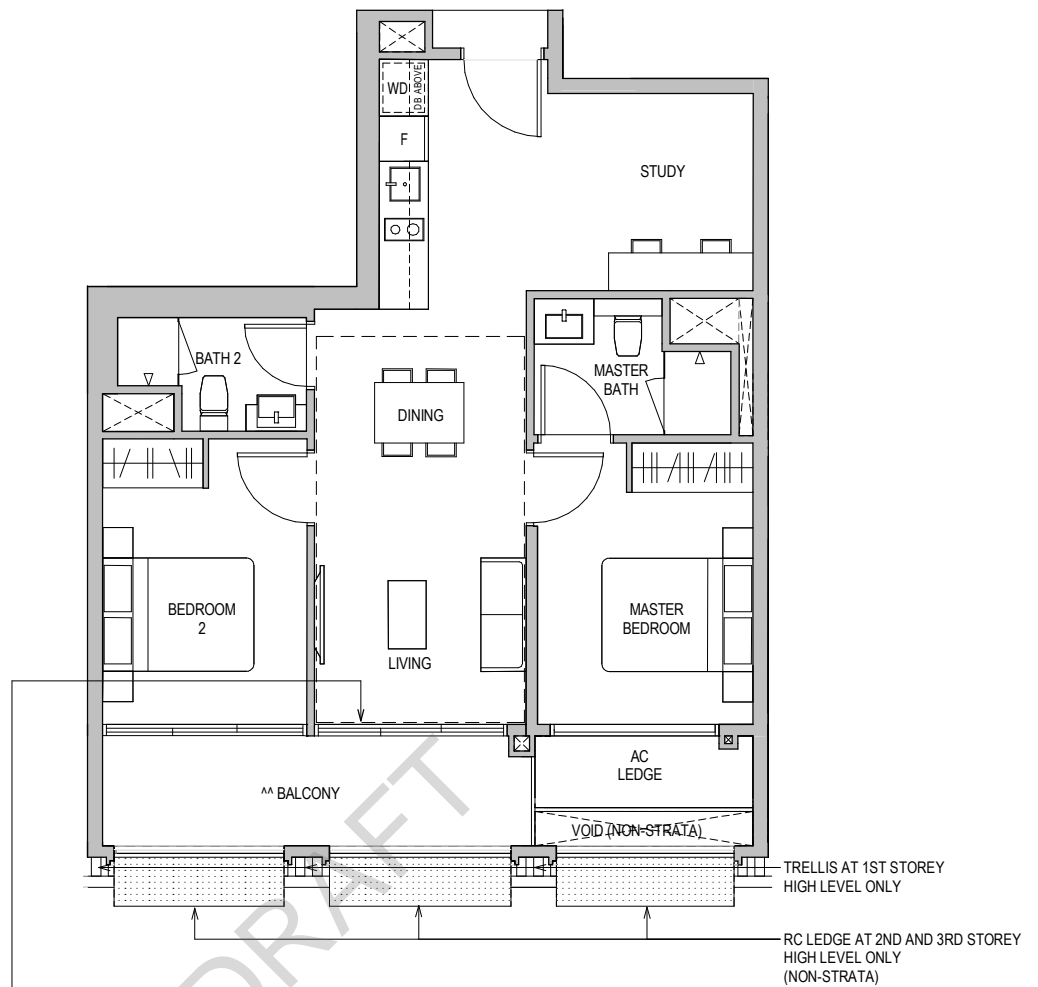 WD
DB ABOVE
F
STUDY
BATH 2
MASTER
BATH
DINING
BEDROOM
2
MASTER
BEDROOM
LIVING
AC
LEDGE
^^ BALCONY
VOID (NON-STRATA)
TRELLIS AT 1ST STOREY
HIGH LEVEL ONLY
RC LEDGE AT 2ND AND 3RD STOREY
HIGH LEVEL ONLY
(NON-STRATA)
DRAFT